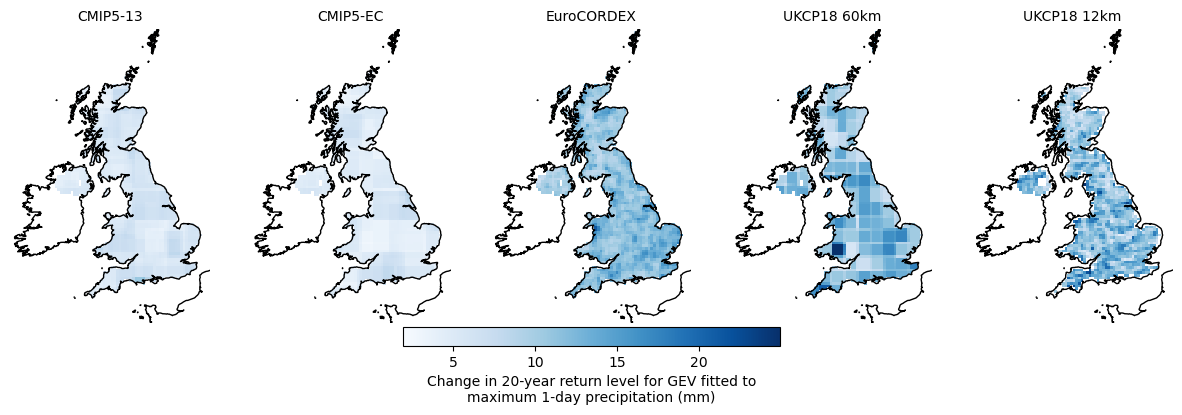 CMIP5-13
CMIP5-EC
EuroCORDEX
UKCP18 60km
UKCP18 12km
5
10
15
20
Change in 20-year return level for GEV fitted to
maximum 1-day precipitation (mm)